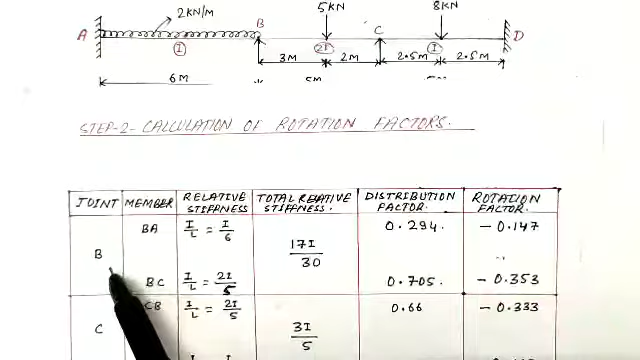 2KN/M
5KN
8KN
A
B
C
D
I
2I
I
3M
2M
2.5M
2.5M
6M
5M
STEP-2- CALCULATION OF ROTATION FACTORS.
JOINT MEMBER RELATIVE STIFFNESS TOTAL RELATIVE STIFFNESS. DISTRIBUTION FACTOR. ROTATION FACTOR.
B BA I/L = I/6 17I/30 0.294. -0.147
BC I/L = 2I/5 0.705. -0.353
C CB I/L = 2I/5 3I/5 0.66 -0.333